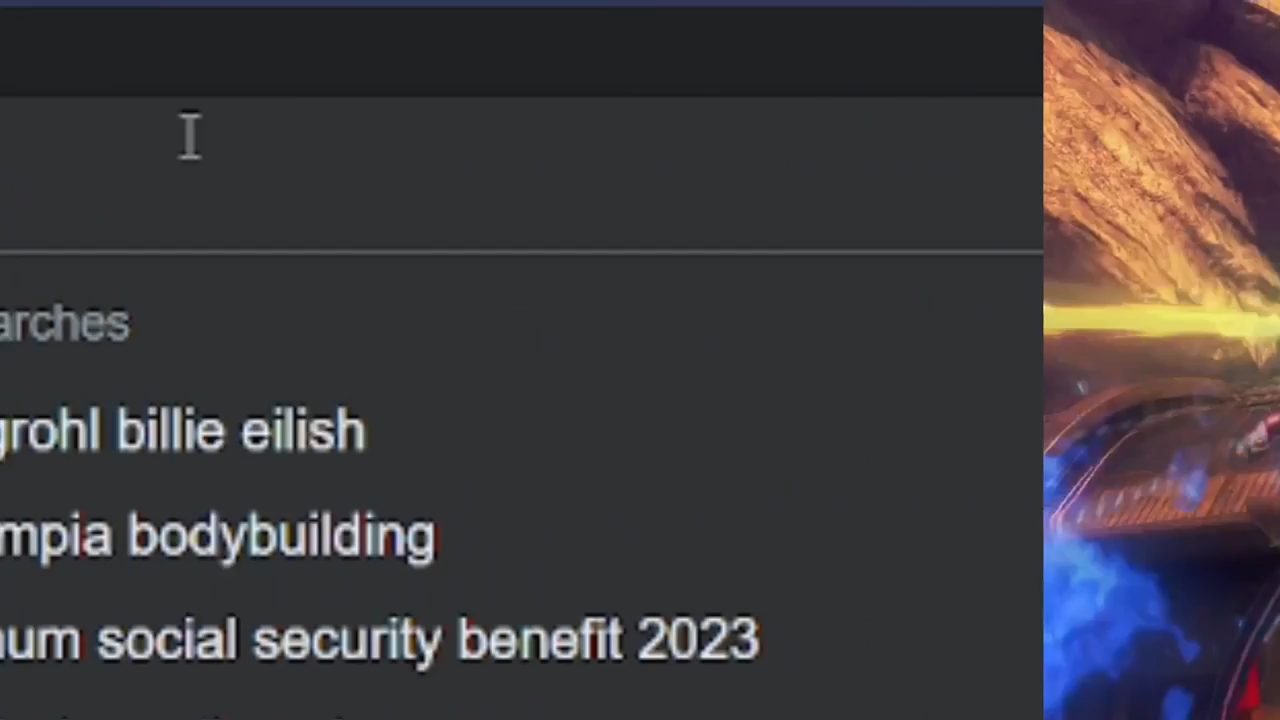 arches
grohl billie eilish
mpia bodybuilding
num social security benefit 2023